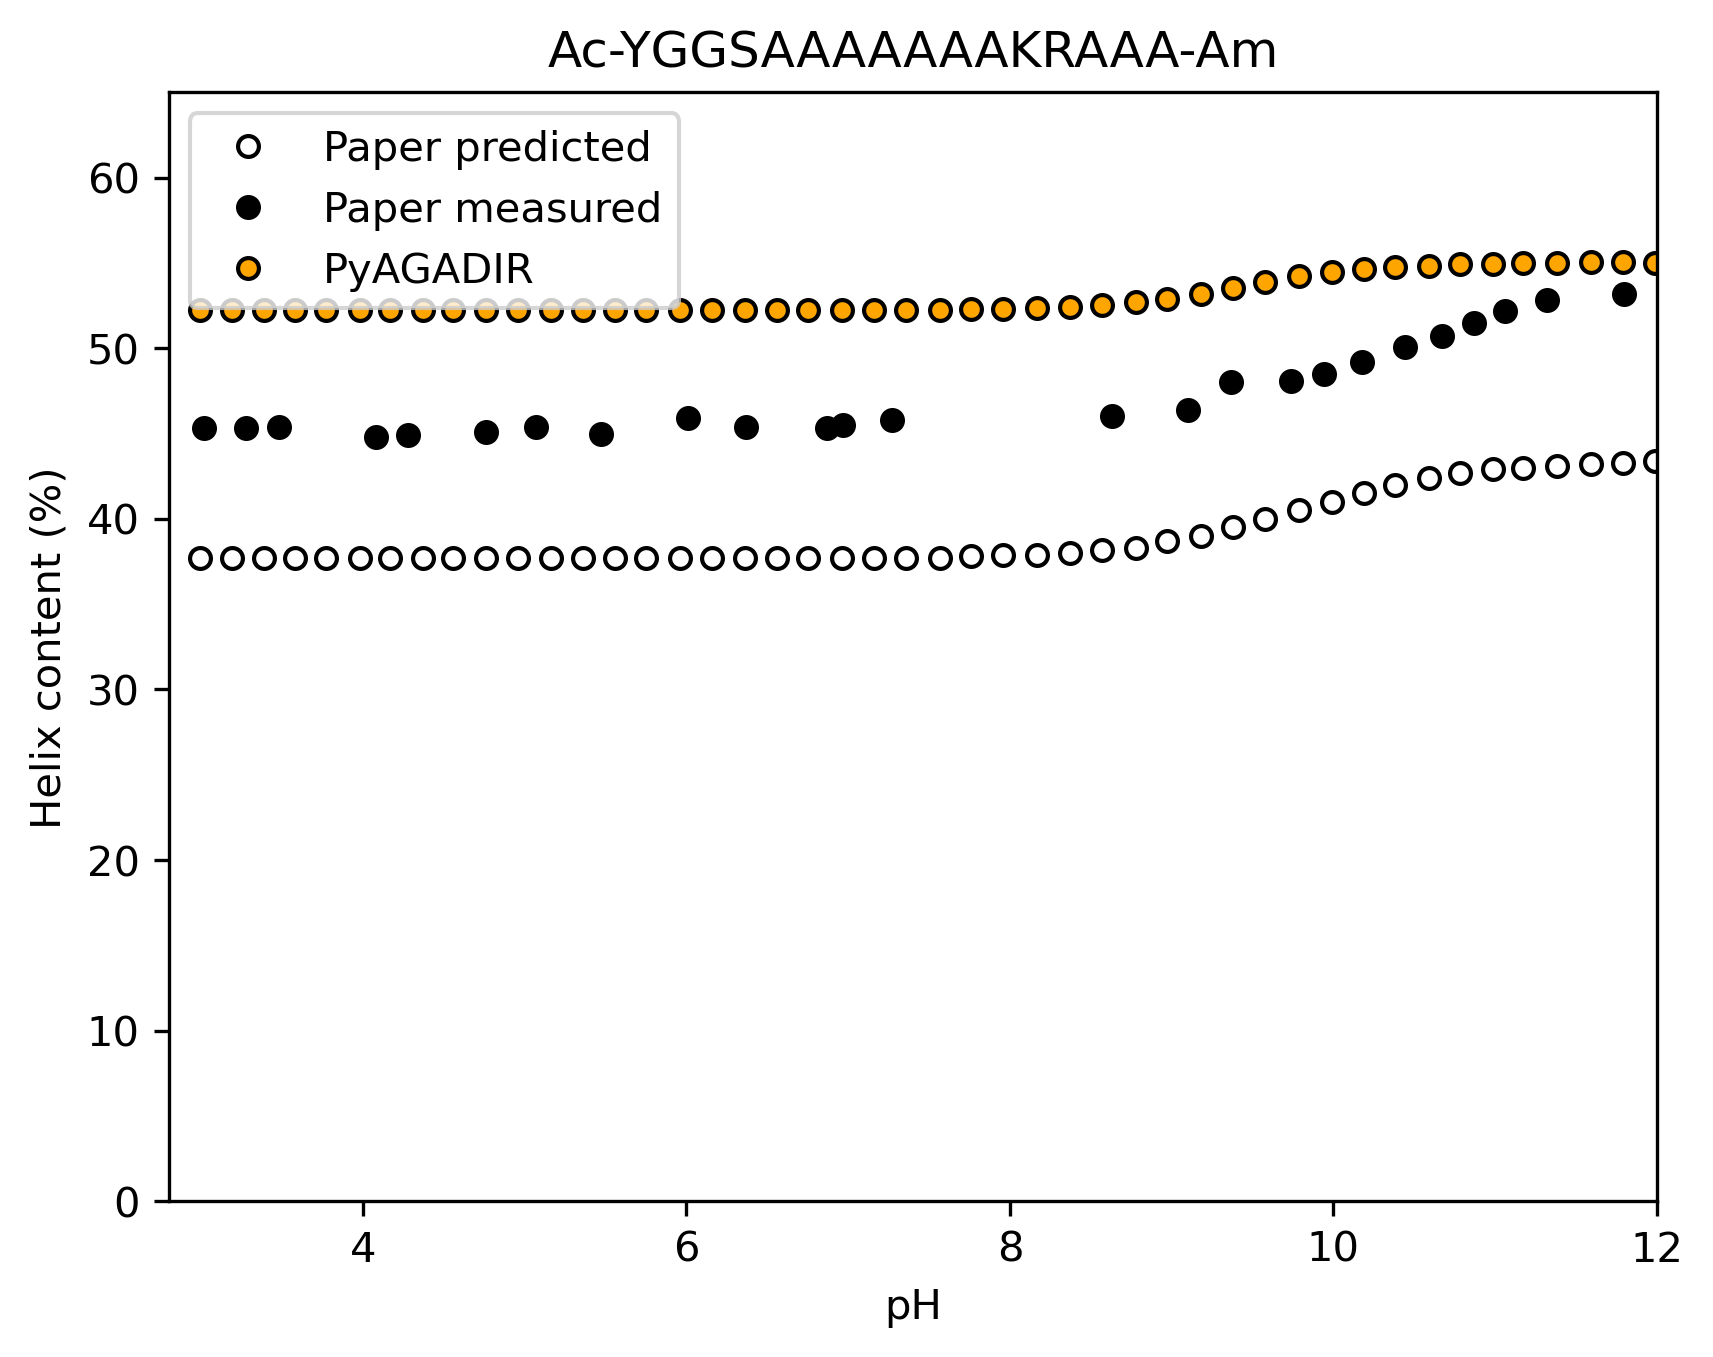 Ac-YGGSAAAAAAAKRAAA-Am
Paper predicted
Paper measured
PyAGADIR
Helix content (%)
60
50
40
30
20
10
0
4 6 8 10 12
pH